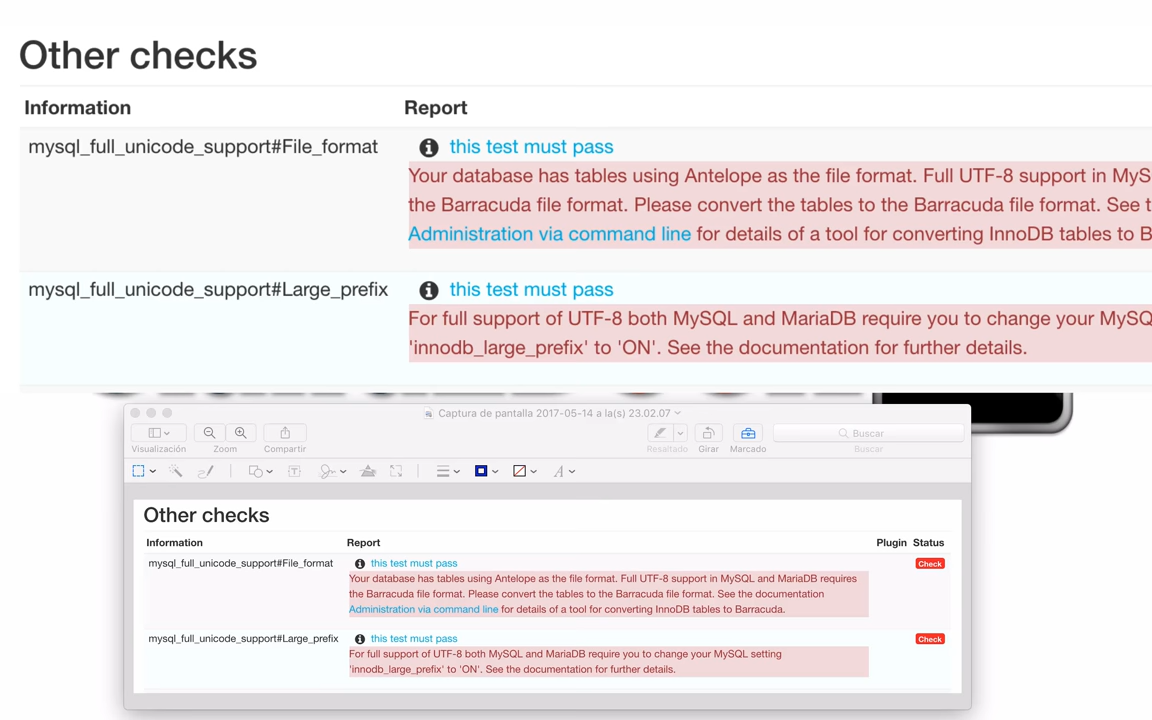 Other checks
Information Report
mysql_full_unicode_support#File_format this test must pass
Your database has tables using Antelope as the file format. Full UTF-8 support in MyS
the Barracuda file format. Please convert the tables to the Barracuda file format. See t
Administration via command line for details of a tool for converting InnoDB tables to B
mysql_full_unicode_support#Large_prefix this test must pass
For full support of UTF-8 both MySQL and MariaDB require you to change your MySQ
'innodb_large_prefix' to 'ON'. See the documentation for further details.
Captura de pantalla 2017-05-14 a la(s) 23.02.07
Buscar
Visualización Zoom Compartir Resaltado Girar Marcado Buscar
Other checks
Information Report Plugin Status
mysql_full_unicode_support#File_format this test must pass Check
Your database has tables using Antelope as the file format. Full UTF-8 support in MySQL and MariaDB requires
the Barracuda file format. Please convert the tables to the Barracuda file format. See the documentation
Administration via command line for details of a tool for converting InnoDB tables to Barracuda.
mysql_full_unicode_support#Large_prefix this test must pass Check
For full support of UTF-8 both MySQL and MariaDB require you to change your MySQL setting
'innodb_large_prefix' to 'ON'. See the documentation for further details.